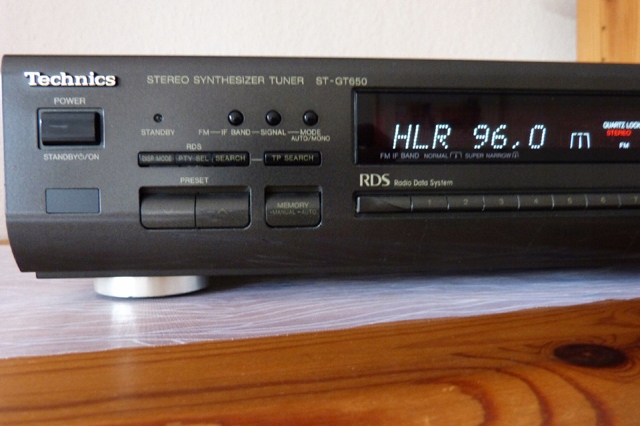 Technics
STEREO SYNTHESIZER TUNER ST-GT650
POWER
STANDBY⏻/ON
STANDBY
FM IF BAND SIGNAL MODE
AUTO/MONO
RDS
DISP MODE PTY SEL SEARCH TP SEARCH
PRESET
MEMORY
MANUAL AUTO
HLR 96,0
QUARTZ LOCK
STEREO
FM
FM IF BAND NORMAL SUPER NARROW
RDS Radio Data System
1 2 3 4 5 6 7